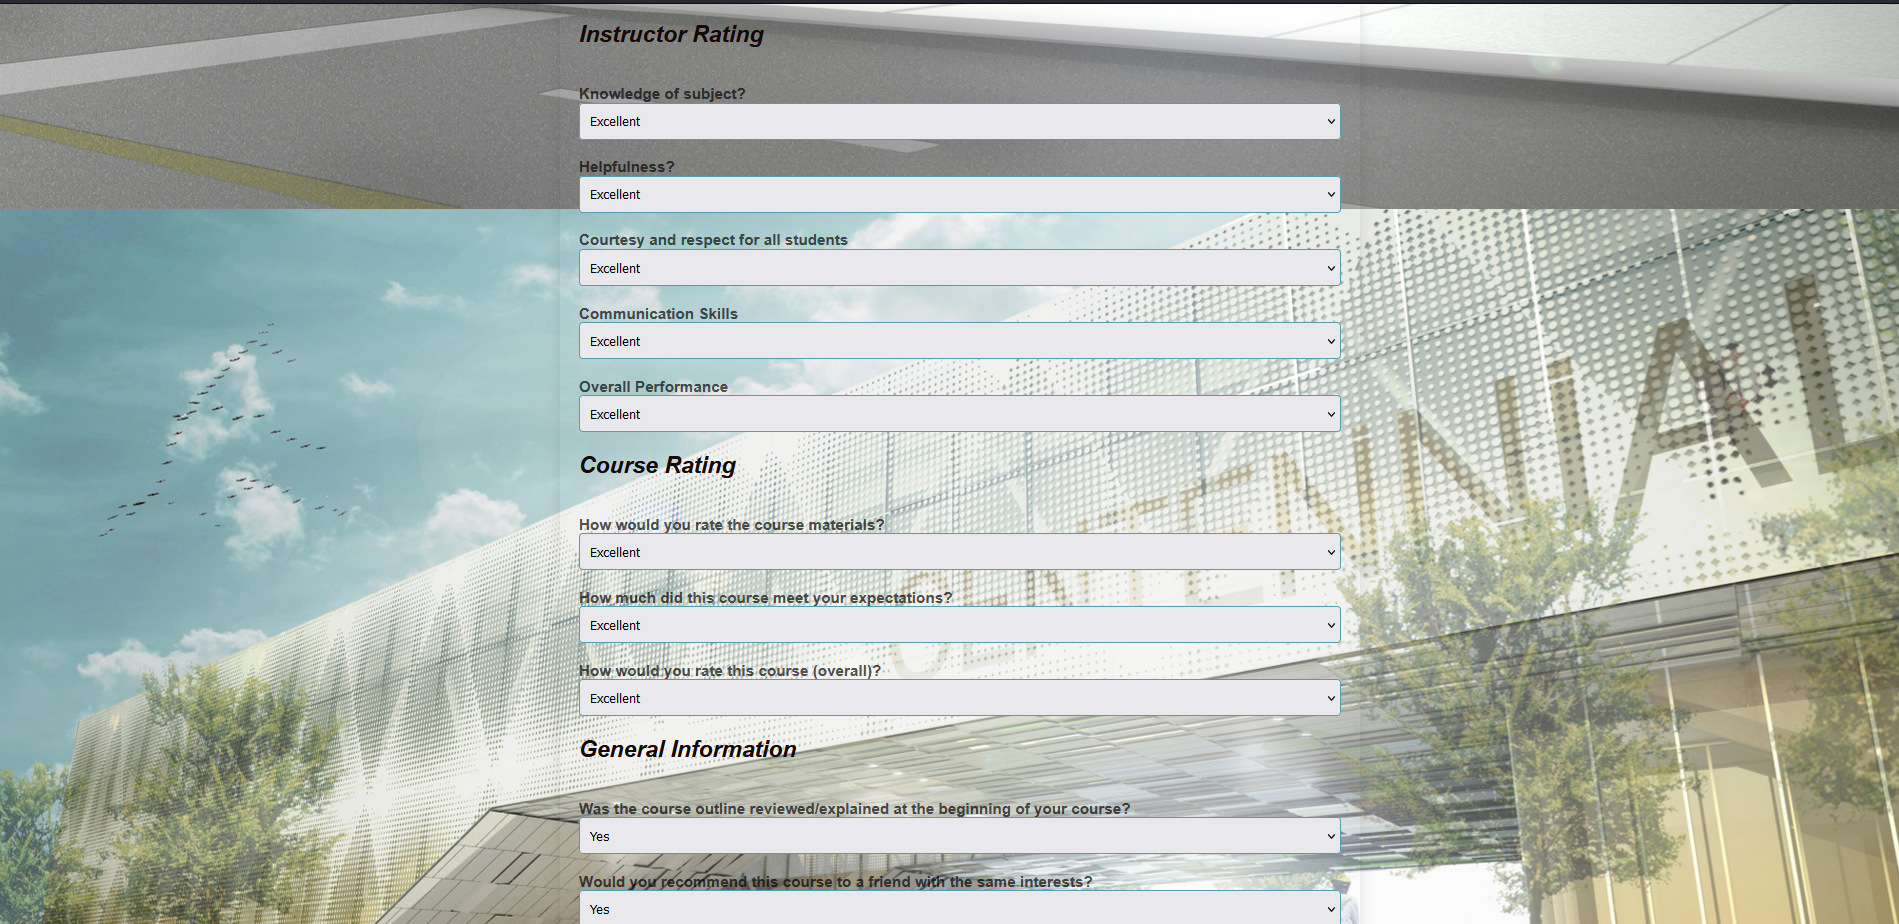 Instructor Rating
Knowledge of subject?
Excellent
Helpfulness?
Excellent
Courtesy and respect for all students
Excellent
Communication Skills
Excellent
Overall Performance
Excellent
Course Rating
How would you rate the course materials?
Excellent
How much did this course meet your expectations?
Excellent
How would you rate this course (overall)?
Excellent
General Information
Was the course outline reviewed/explained at the beginning of your course?
Yes
Would you recommend this course to a friend with the same interests?
Yes
CENTENNIAL